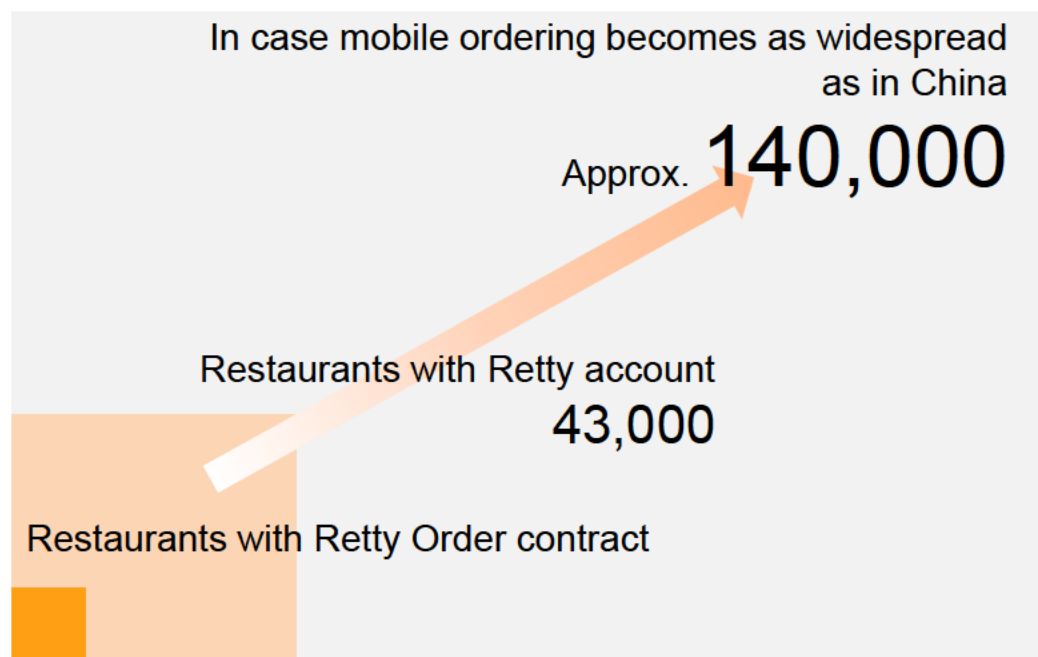 In case mobile ordering becomes as widespread
as in China
Approx. 140,000
Restaurants with Retty account
43,000
Restaurants with Retty Order contract